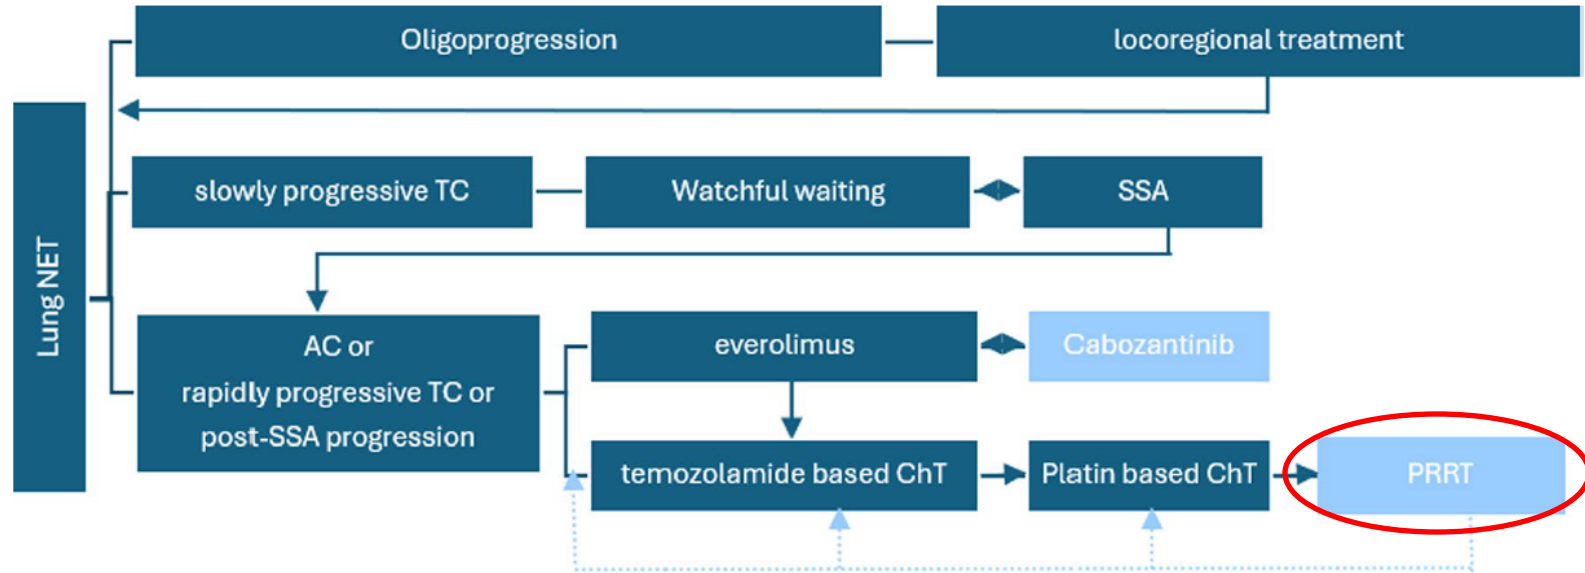 Oligoprogression
locoregional treatment
Lung NET
slowly progressive TC
Watchful waiting
SSA
AC or
rapidly progressive TC or
post-SSA progression
everolimus
Cabozantinib
temozolamide based ChT
Platin based ChT
PRRT